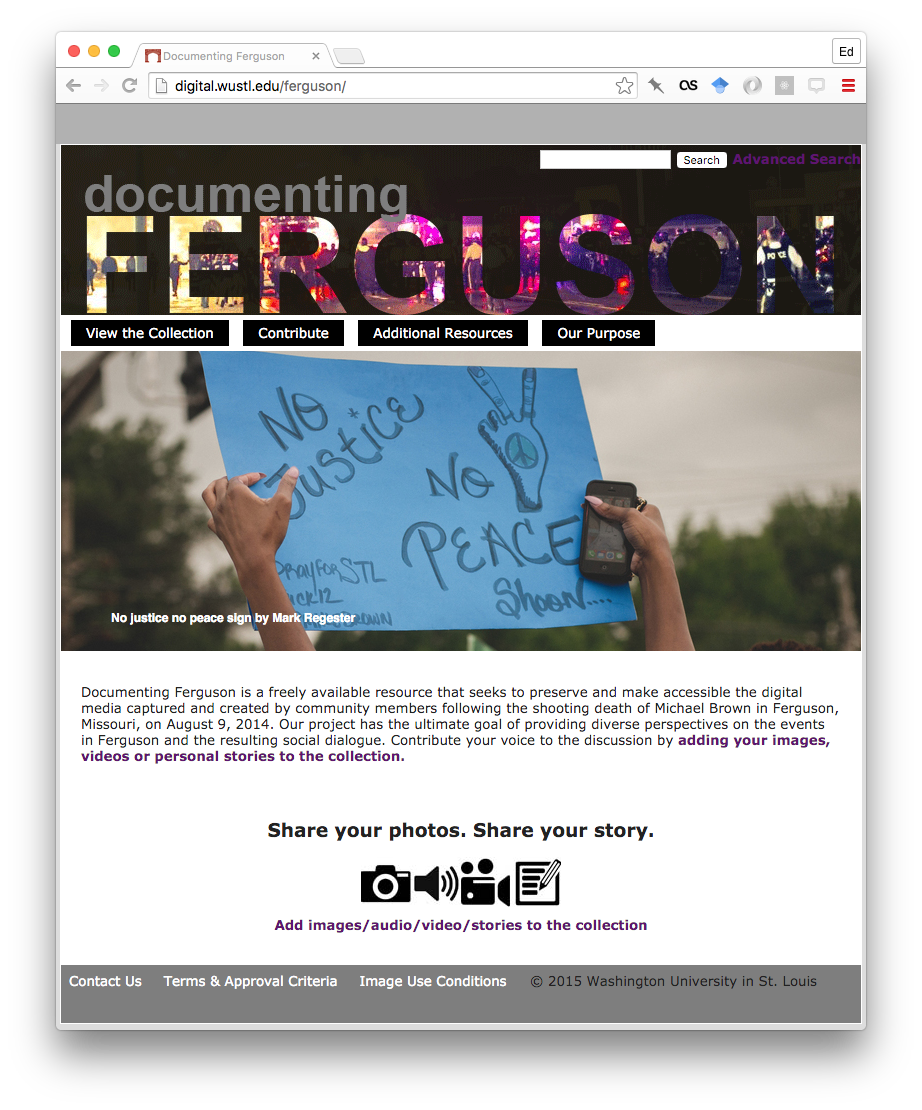 Documenting Ferguson
Ed
digital.wustl.edu/ferguson/
Search Advanced Search
documenting
FERGUSON
POLICE
View the Collection Contribute Additional Resources Our Purpose
NO
JUSTICE
NO
PEACE
PRAY FOR STL
Shoon....
No justice no peace sign by Mark Regester
Documenting Ferguson is a freely available resource that seeks to preserve and make accessible the digital
media captured and created by community members following the shooting death of Michael Brown in Ferguson,
Missouri, on August 9, 2014. Our project has the ultimate goal of providing diverse perspectives on the events
in Ferguson and the resulting social dialogue. Contribute your voice to the discussion by adding your images,
videos or personal stories to the collection.
Share your photos. Share your story.
Add images/audio/video/stories to the collection
Contact Us Terms & Approval Criteria Image Use Conditions © 2015 Washington University in St. Louis